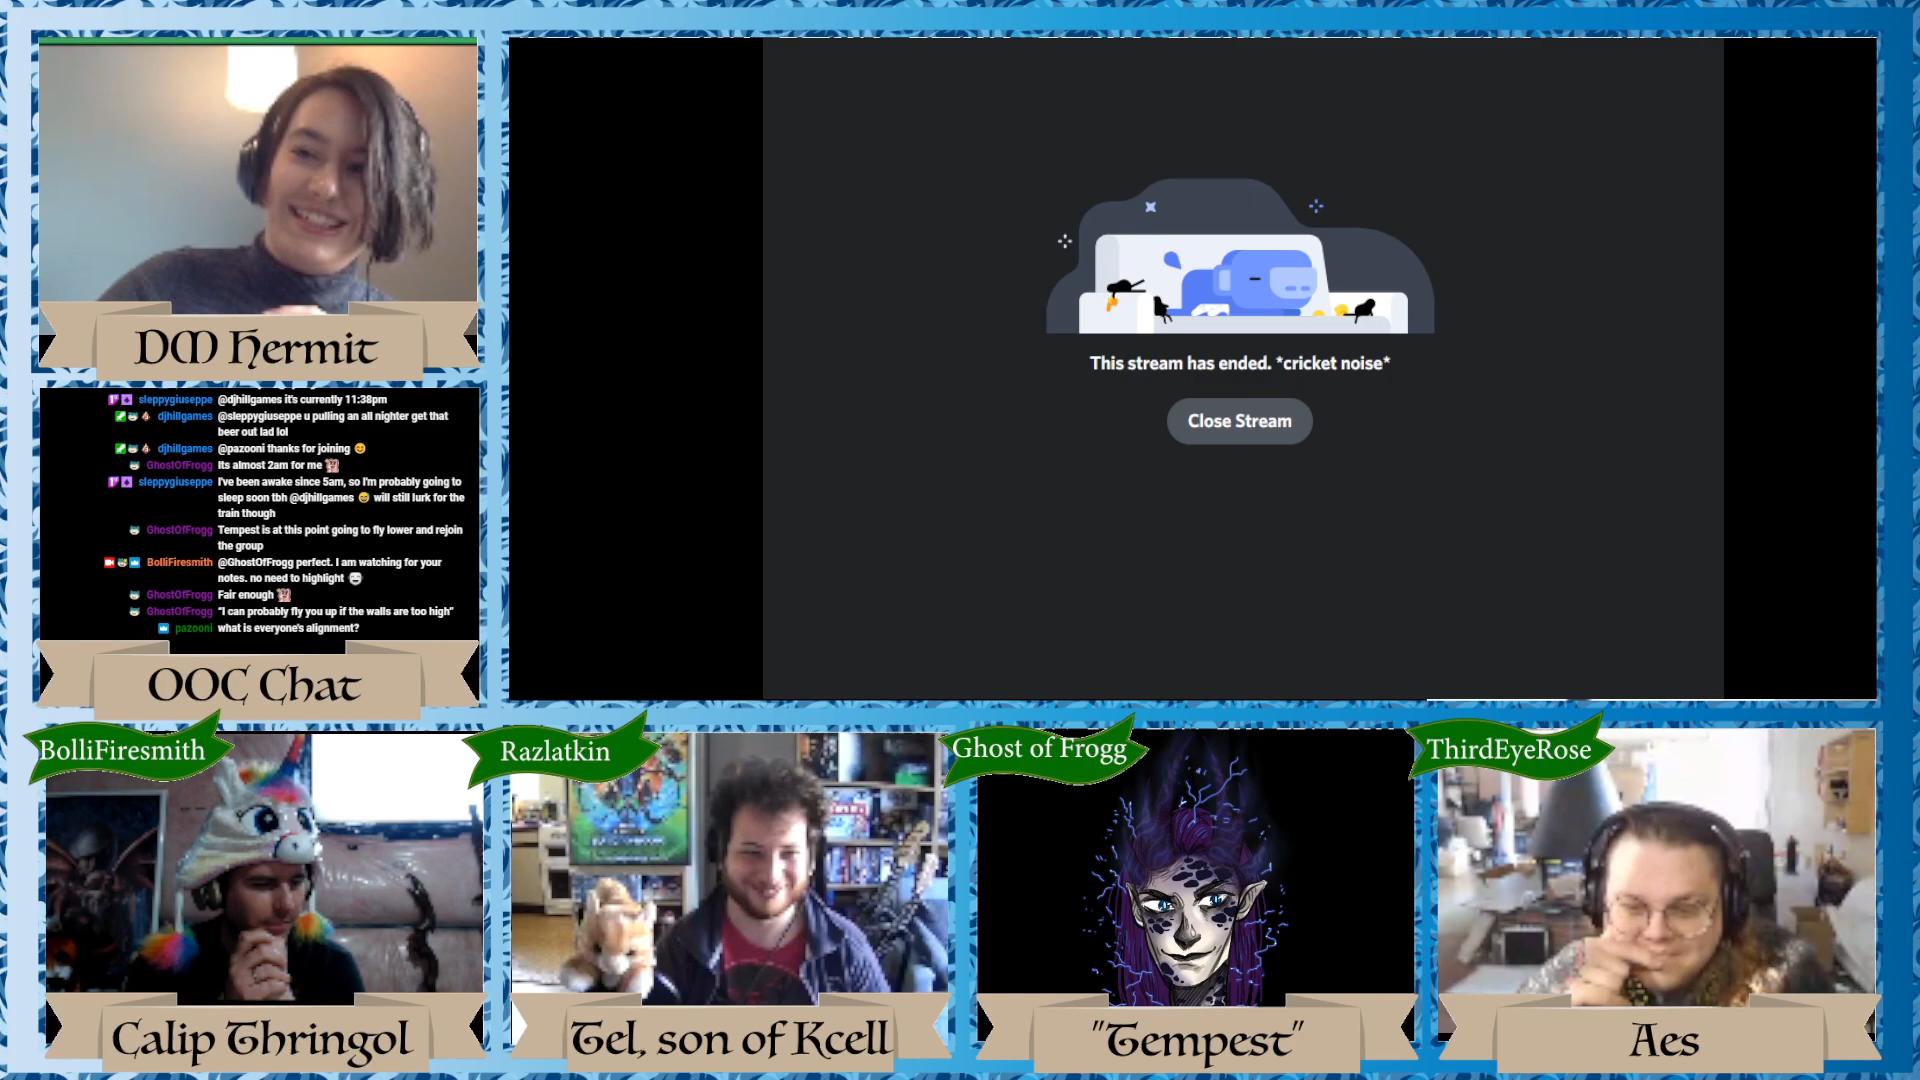 DM Hermit
sleppygiuseppe @djhillgames it's currently 11:38pm
djhillgames @sleppygiuseppe u pulling an all nighter get that
beer out lad lol
djhillgames @pazooni thanks for joining 😊
GhostOfFrogg Its almost 2am for me
sleppygiuseppe I've been awake since 5am, so I'm probably going to
sleep soon tbh @djhillgames 😅 will still lurk for the
train though
GhostOfFrogg Tempest is at this point going to fly lower and rejoin
the group
BolliFiresmith @GhostOfFrogg perfect. I am watching for your
notes. no need to highlight
GhostOfFrogg Fair enough
GhostOfFrogg "I can probably fly you up if the walls are too high"
pazooni what is everyone's alignment?
OOC Chat
This stream has ended. *cricket noise*
Close Stream
BolliFiresmith
Calip Thringol
Razlatkin
Tel, son of Kcell
Ghost of Frogg
"Tempest"
ThirdEyeRose
Aes